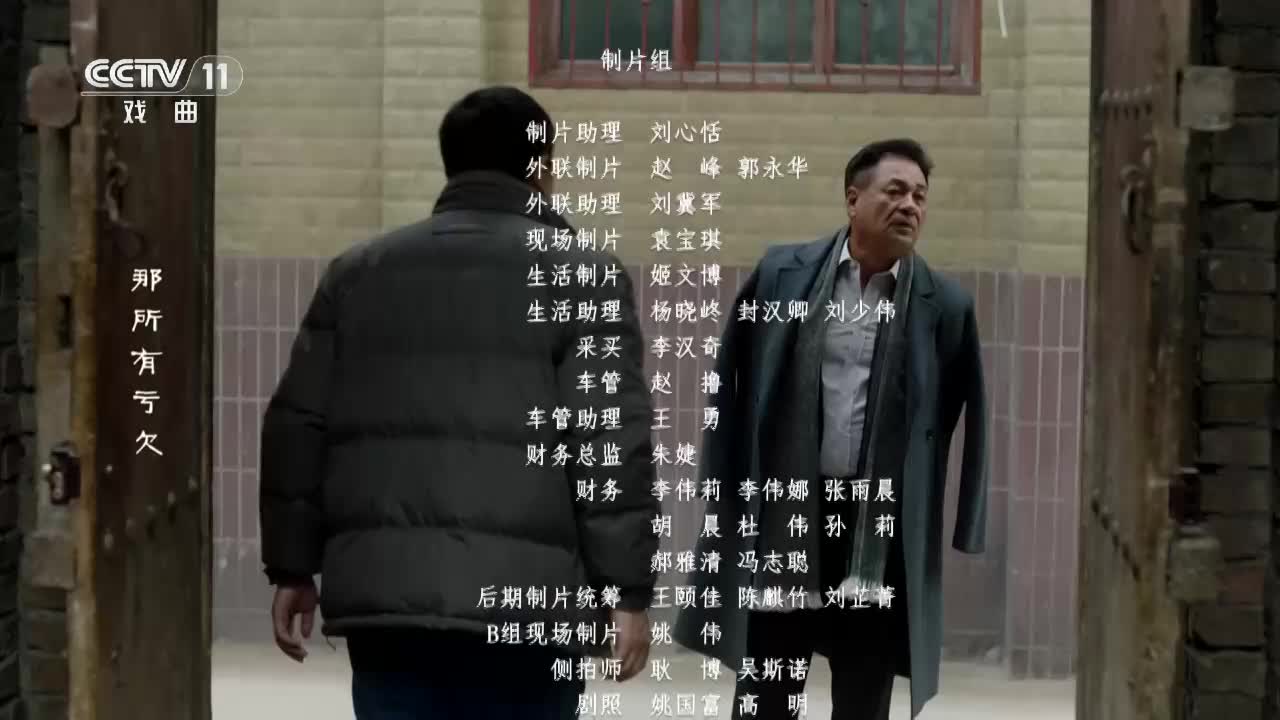 CCTV 11
戏曲
那所有亏欠
制片组
制片助理 刘心恬
外联制片 赵 峰 郭永华
外联助理 刘冀军
现场制片 袁宝琪
生活制片 姬文博
生活助理 杨晓峂 封汉卿 刘少伟
采买 李汉奇
车管 赵 撸
车管助理 王 勇
财务总监 朱婕
财务 李伟莉 李伟娜 张雨晨
胡 晨 杜 伟 孙 莉
郝雅清 冯志聪
后期制片统筹 王颐佳 陈麒竹 刘芷菁
B组现场制片 姚 伟
侧拍师 耿 博 吴斯诺
剧照 姚国富 高 明